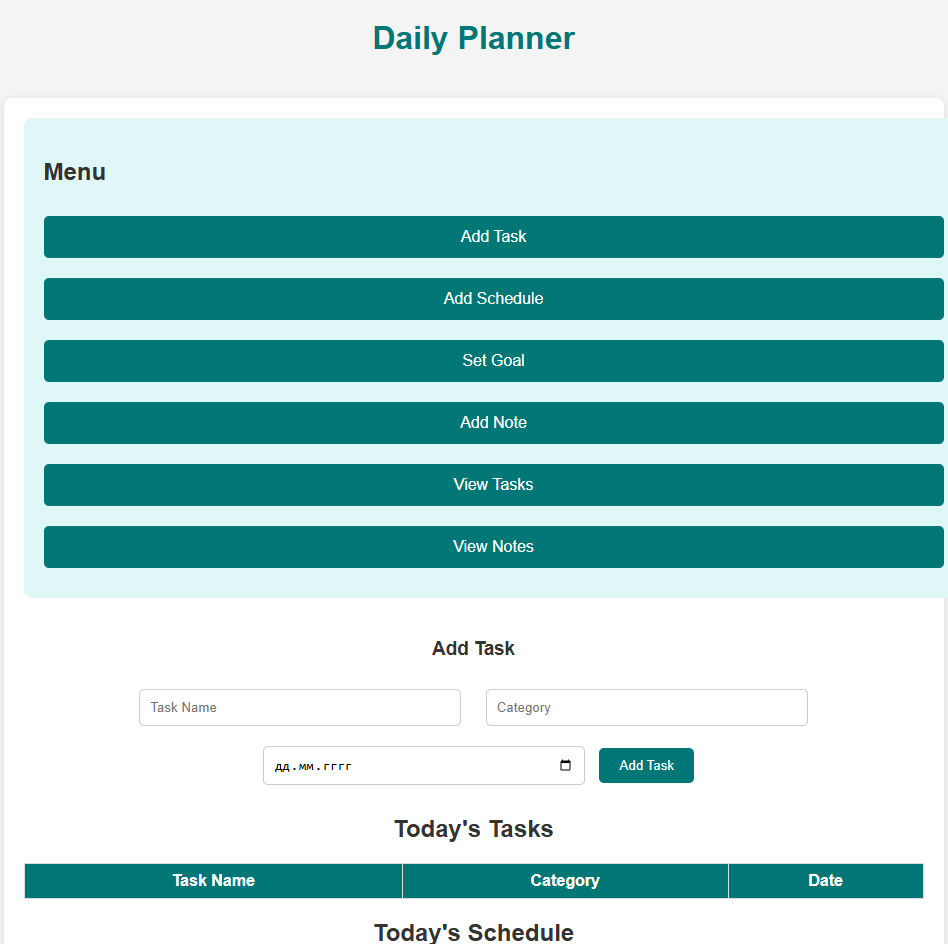 Daily Planner
Menu
Add Task
Add Schedule
Set Goal
Add Note
View Tasks
View Notes
Add Task
Task Name Category
дд.мм.гггг Add Task
Today's Tasks
Task Name Category Date
Today's Schedule